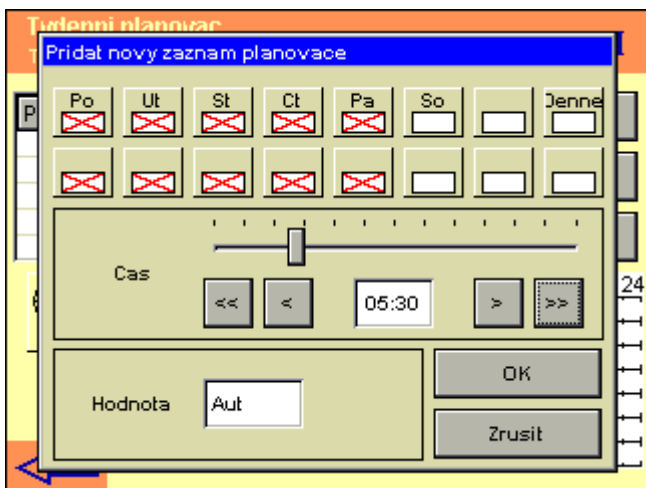 Tydenni planovac
Pridat novy zaznam planovace
Po Ut St Ct Pa So Denne
Cas
<< < 05:30 > >>
24
OK
Hodnota Aut
Zrusit